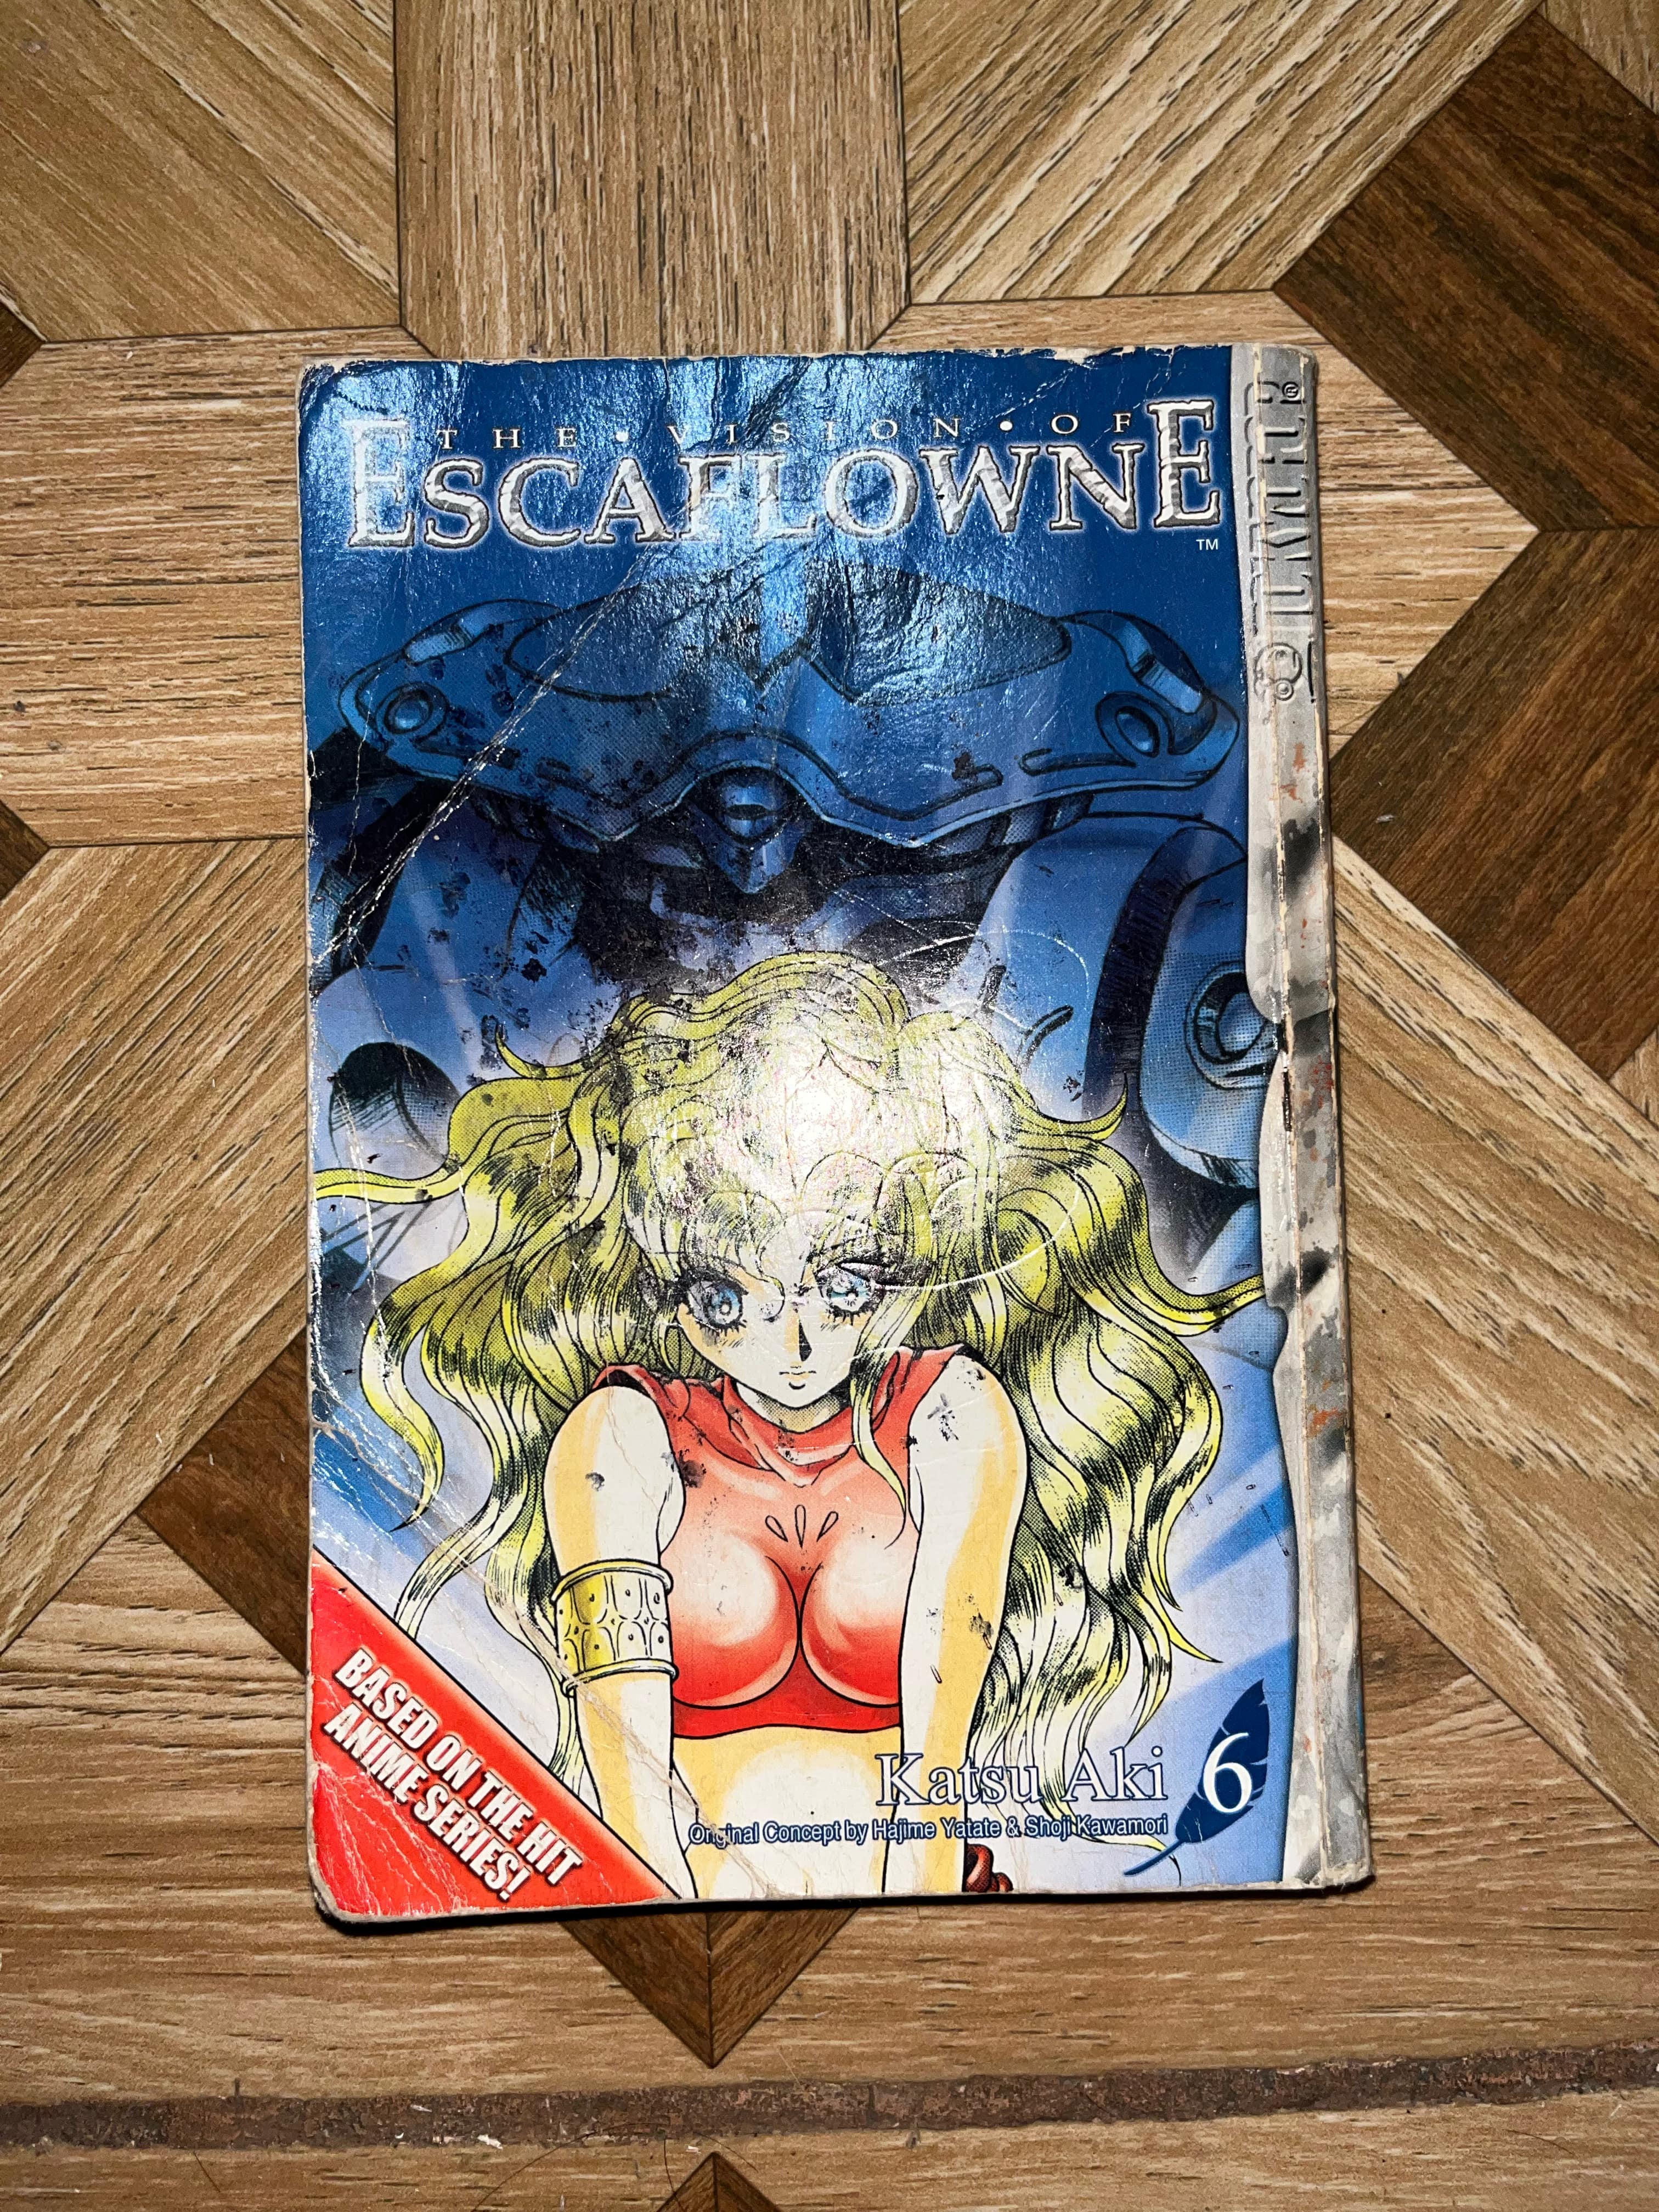 THE • VISION • OF
ESCAFLOWNE
TM
TOKYOPOP
®
BASED ON THE HIT
ANIME SERIES!
Katsu Aki
Original Concept by Hajime Yatate & Shoji Kawamori
6